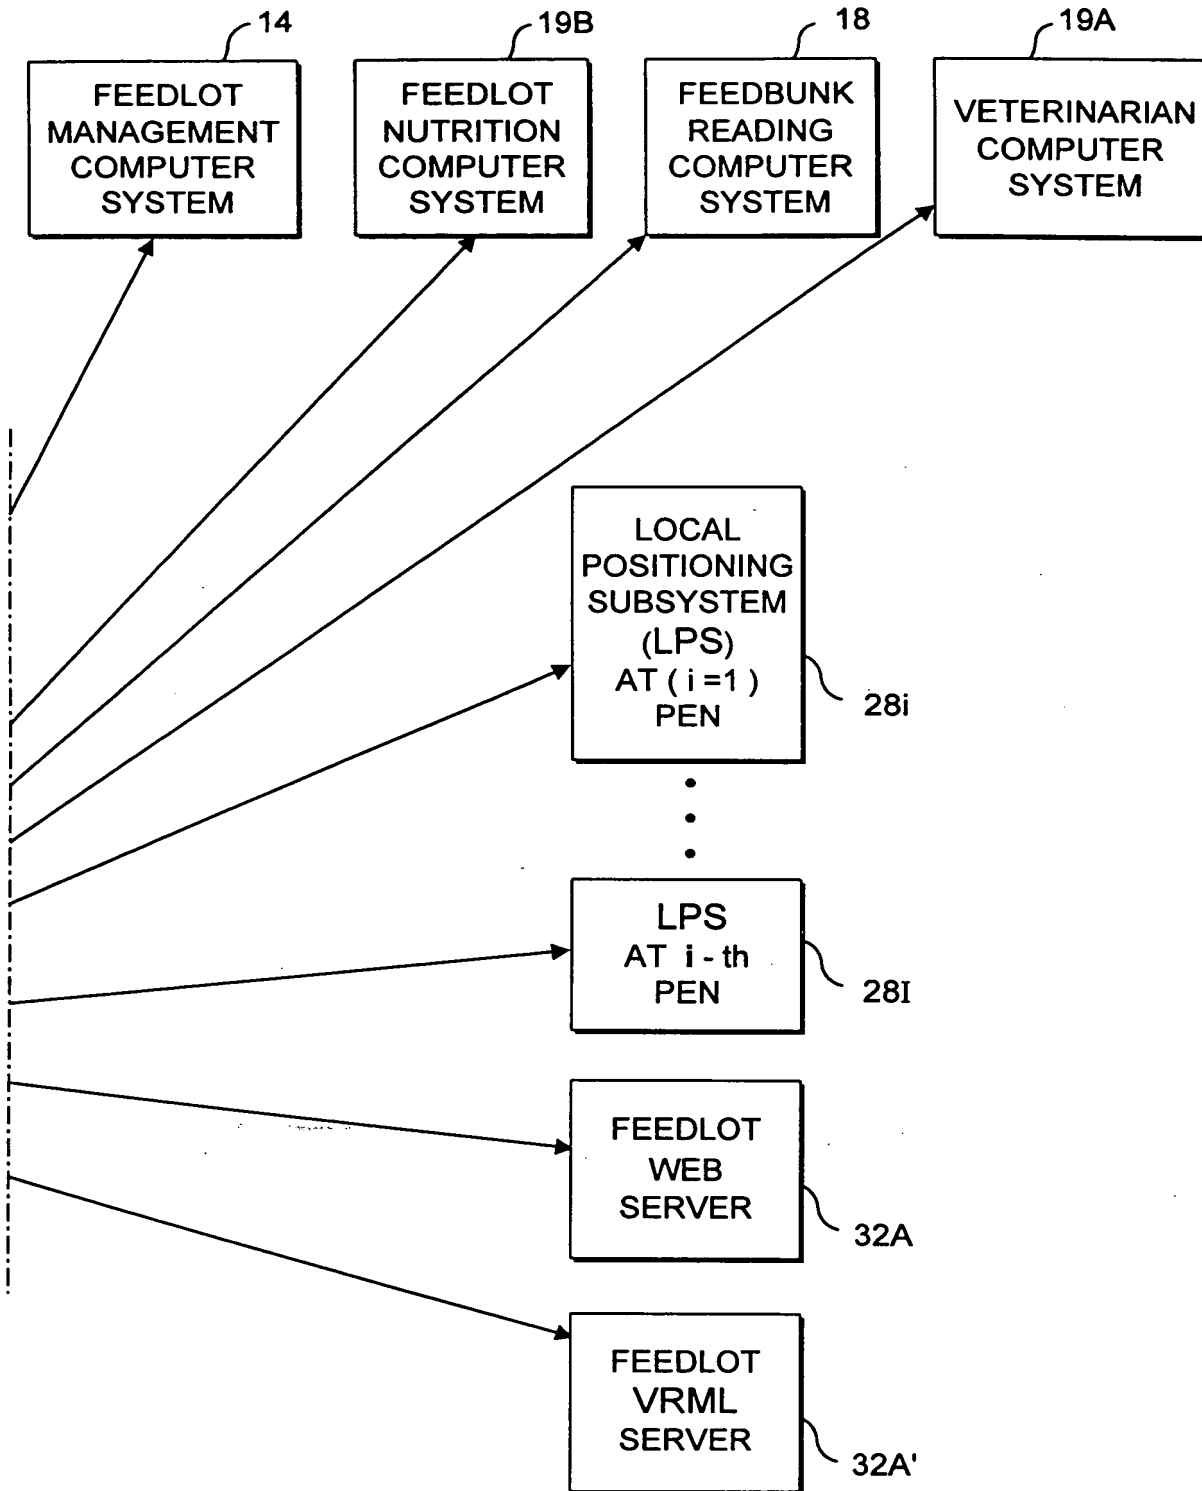 14
19B
18
19A
FEEDLOT
MANAGEMENT
COMPUTER
SYSTEM
FEEDLOT
NUTRITION
COMPUTER
SYSTEM
FEEDBUNK
READING
COMPUTER
SYSTEM
VETERINARIAN
COMPUTER
SYSTEM
LOCAL
POSITIONING
SUBSYSTEM
(LPS)
AT ( i =1 )
PEN
28i
LPS
AT i - th
PEN
28I
FEEDLOT
WEB
SERVER
32A
FEEDLOT
VRML
SERVER
32A'